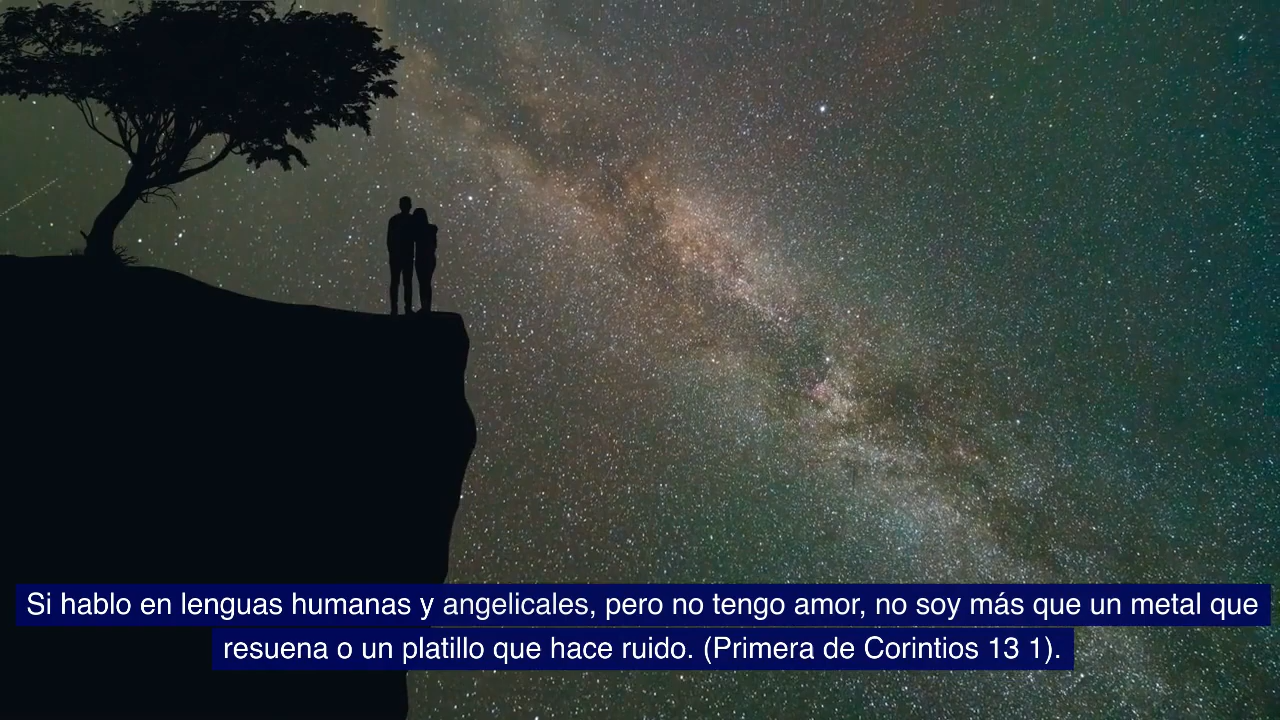 Si hablo en lenguas humanas y angelicales, pero no tengo amor, no soy más que un metal que
resuena o un platillo que hace ruido. (Primera de Corintios 13 1).